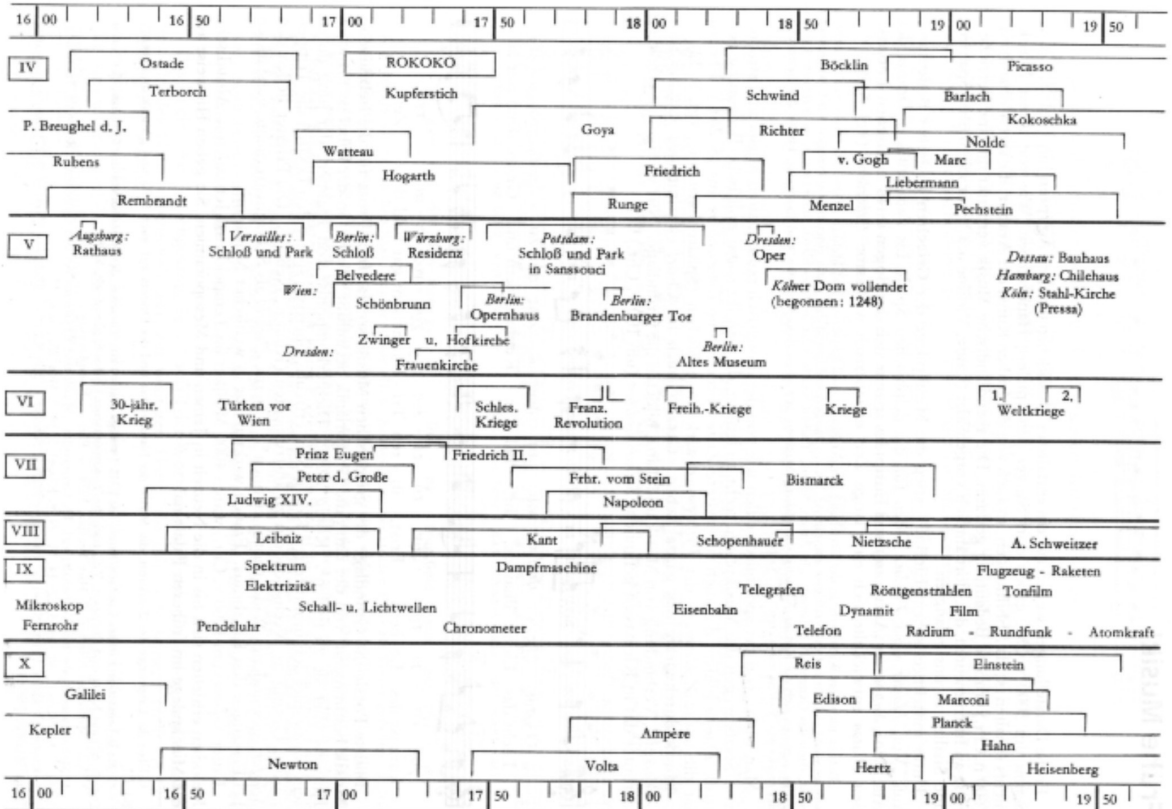 16 00 16 50 17 00 17 50 18 00 18 50 19 00 19 50
IV
Ostade ROKOKO Böcklin Picasso
Terborch Kupferstich Schwind Barlach
P. Breughel d. J. Goya Richter Kokoschka
Nolde
Rubens Watteau Friedrich v. Gogh Marc
Hogarth Liebermann
Rembrandt Runge Menzel Pechstein
V
Augsburg: Versailles: Berlin: Würzburg: Potsdam: Dresden:
Rathaus Schloß und Park Schloß Residenz Schloß und Park Oper Dessau: Bauhaus
in Sanssouci Hamburg: Chilehaus
Belvedere Kölner Dom vollendet Köln: Stahl-Kirche
Wien: Schönbrunn Berlin: Berlin: (begonnen: 1248) (Pressa)
Opernhaus Brandenburger Tor
Zwinger u, Hofkirche
Dresden: Berlin:
Frauenkirche Altes Museum
VI
30-jähr. Türken vor Schles. Franz. Freih.-Kriege Kriege 1. 2.
Krieg Wien Kriege Revolution Weltkriege
VII
Prinz Eugen Friedrich II.
Peter d. Große Frhr. vom Stein Bismarck
Ludwig XIV. Napoleon
VIII
Leibniz Kant Schopenhauer Nietzsche A. Schweitzer
IX
Spektrum Dampfmaschine Flugzeug - Raketen
Elektrizität Telegrafen Röntgenstrahlen Tonfilm
Mikroskop Schall- u. Lichtwellen Eisenbahn Dynamit Film
Fernrohr Pendeluhr Chronometer Telefon Radium - Rundfunk - Atomkraft
X
Reis Einstein
Galilei Edison Marconi
Kepler Ampère Planck
Hahn
Newton Volta Hertz Heisenberg
16 00 16 50 17 00 17 50 18 00 18 50 19 00 19 50